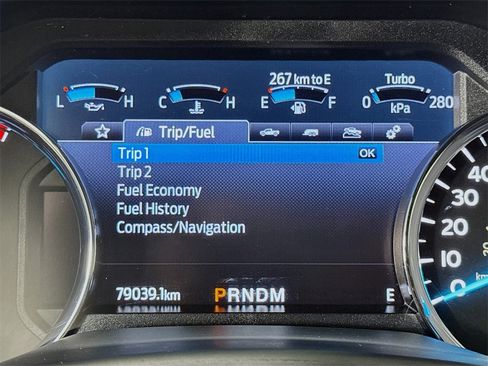 267 km to E
Turbo
L H C H E F 0 280
kPa
Trip/Fuel
Trip 1 OK
Trip 2
Fuel Economy
Fuel History
Compass/Navigation
79039.1km PRNDM E
40
30
20
10
0